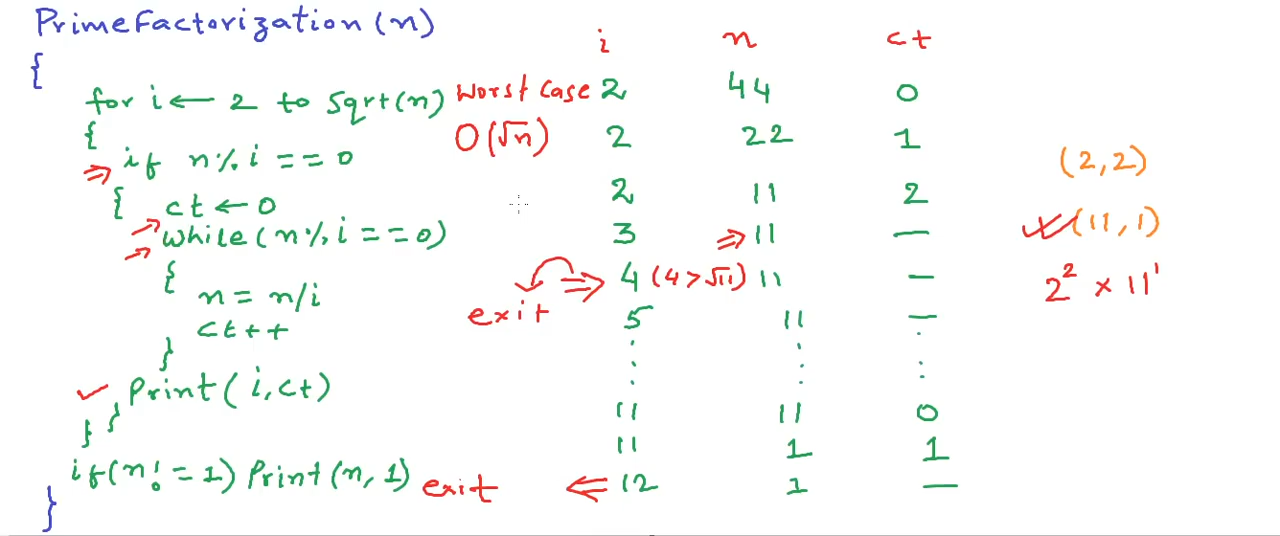 PrimeFactorization (n)
{
for i ← 2 to Sqrt(n) Worst Case
{ O(√n)
⇒ if n % i == 0
{ ct ← 0
→ While (n % i == 0)
→ {
n = n/i
ct++
}
✓ Print ( i, ct)
} }
if (n != 1) Print (n, 1) exit
}
i n ct
2 44 0
2 22 1
2 11 2
3 ⇒ 11 —
exit ⇒ 4 (4 > √11) 11 —
5 11 —
⋮ ⋮ ⋮
11 11 0
11 1 1
⇐ 12 1 —
(2, 2)
✓ (11, 1)
2² × 11¹